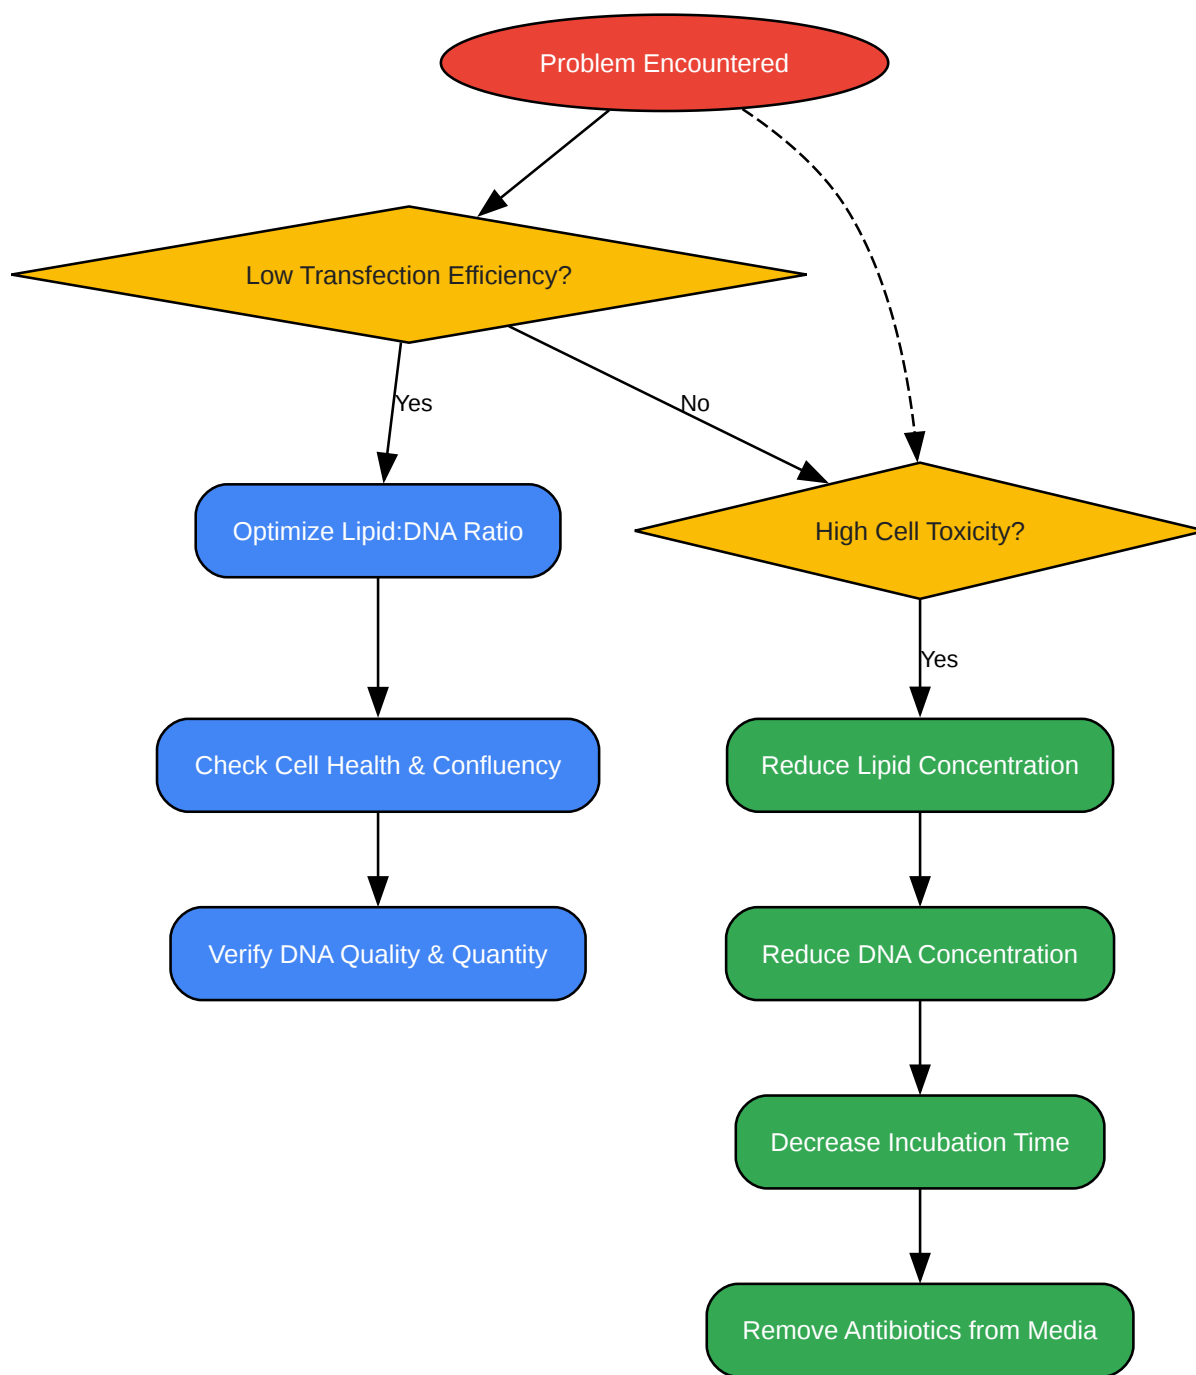 Problem Encountered
Low Transfection Efficiency?
Yes
No
Optimize Lipid:DNA Ratio
High Cell Toxicity?
Yes
Check Cell Health & Confluency
Reduce Lipid Concentration
Verify DNA Quality & Quantity
Reduce DNA Concentration
Decrease Incubation Time
Remove Antibiotics from Media